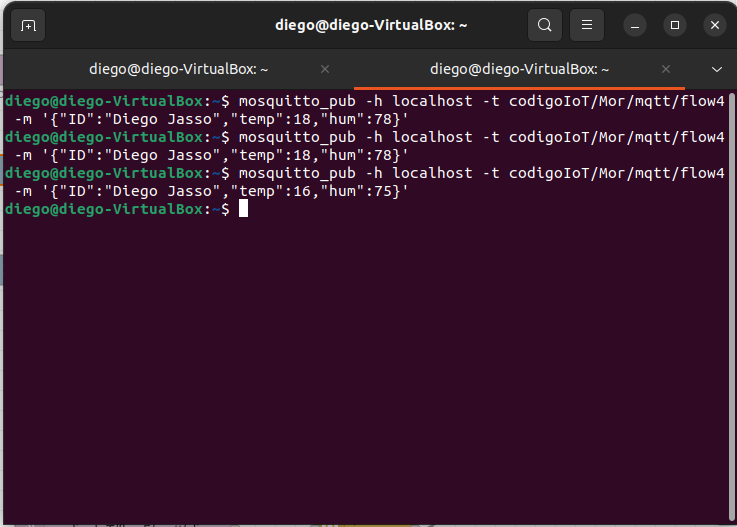 diego@diego-VirtualBox: ~
diego@diego-VirtualBox: ~
diego@diego-VirtualBox: ~
diego@diego-VirtualBox:~$ mosquitto_pub -h localhost -t codigoIoT/Mor/mqtt/flow4
-m '{"ID":"Diego Jasso","temp":18,"hum":78}'
diego@diego-VirtualBox:~$ mosquitto_pub -h localhost -t codigoIoT/Mor/mqtt/flow4
-m '{"ID":"Diego Jasso","temp":18,"hum":78}'
diego@diego-VirtualBox:~$ mosquitto_pub -h localhost -t codigoIoT/Mor/mqtt/flow4
-m '{"ID":"Diego Jasso","temp":16,"hum":75}'
diego@diego-VirtualBox:~$